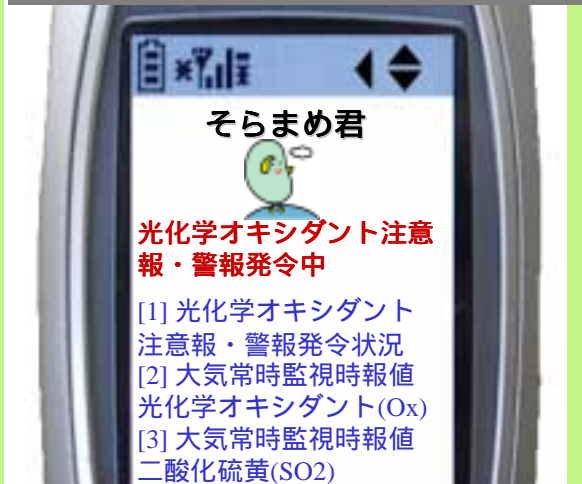 そらまめ君
光化学オキシダント注意
報・警報発令中
[1] 光化学オキシダント
注意報・警報発令状況
[2] 大気常時監視時報値
光化学オキシダント(Ox)
[3] 大気常時監視時報値
二酸化硫黄(SO2)